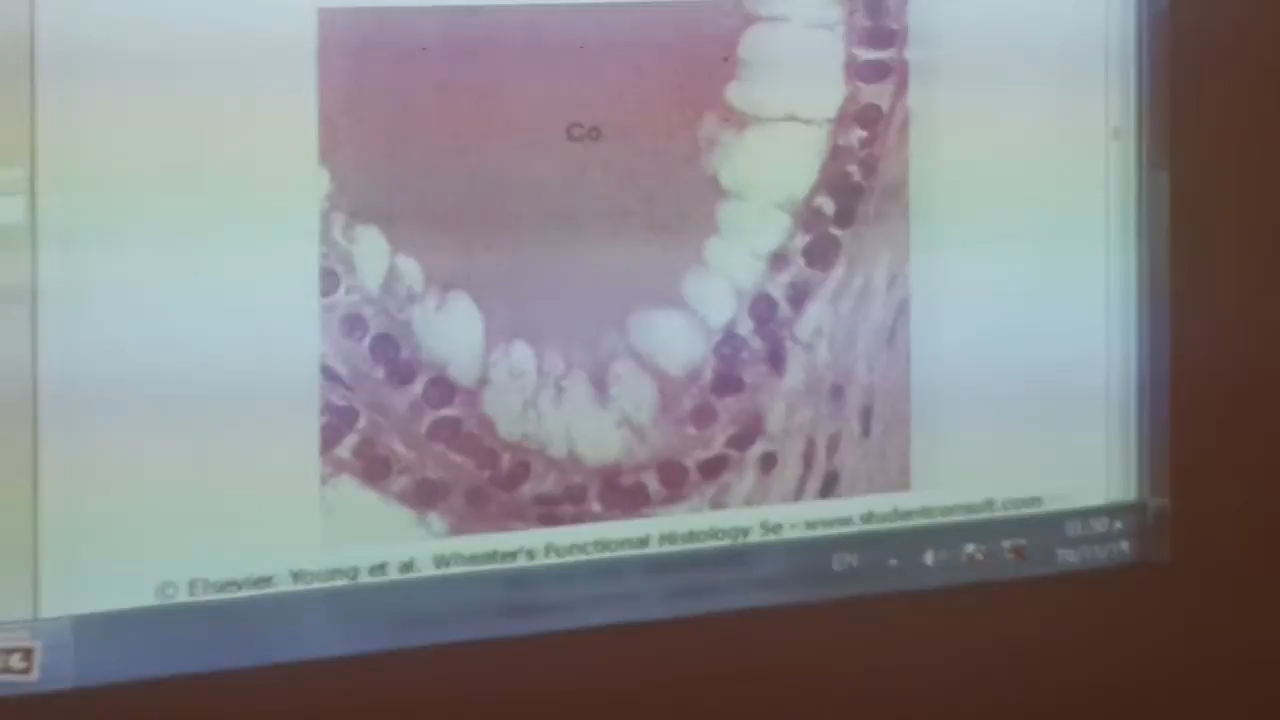 Co
© Elsevier. Young et al. Wheater's Functional Histology 5e - www.studentconsult.com
EN